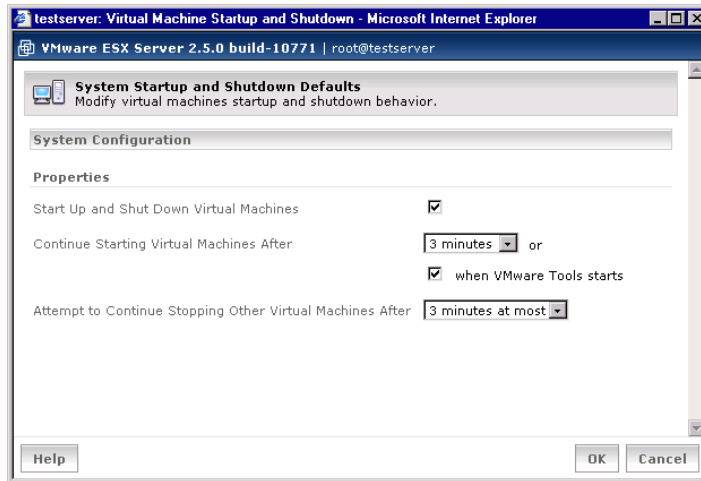 testserver: Virtual Machine Startup and Shutdown - Microsoft Internet Explorer
VMware ESX Server 2.5.0 build-10771 | root@testserver
System Startup and Shutdown Defaults
Modify virtual machines startup and shutdown behavior.
System Configuration
Properties
Start Up and Shut Down Virtual Machines
Continue Starting Virtual Machines After 3 minutes or
when VMware Tools starts
Attempt to Continue Stopping Other Virtual Machines After 3 minutes at most
Help OK Cancel